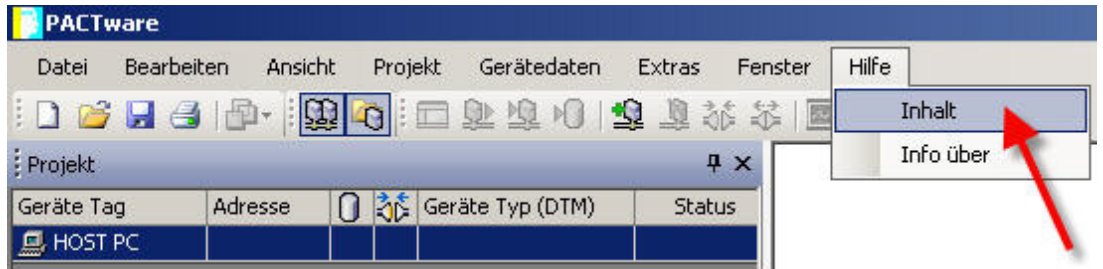 PACTware
Datei Bearbeiten Ansicht Projekt Gerätedaten Extras Fenster Hilfe
Inhalt
Info über
Projekt
Geräte Tag Adresse Geräte Typ (DTM) Status
HOST PC